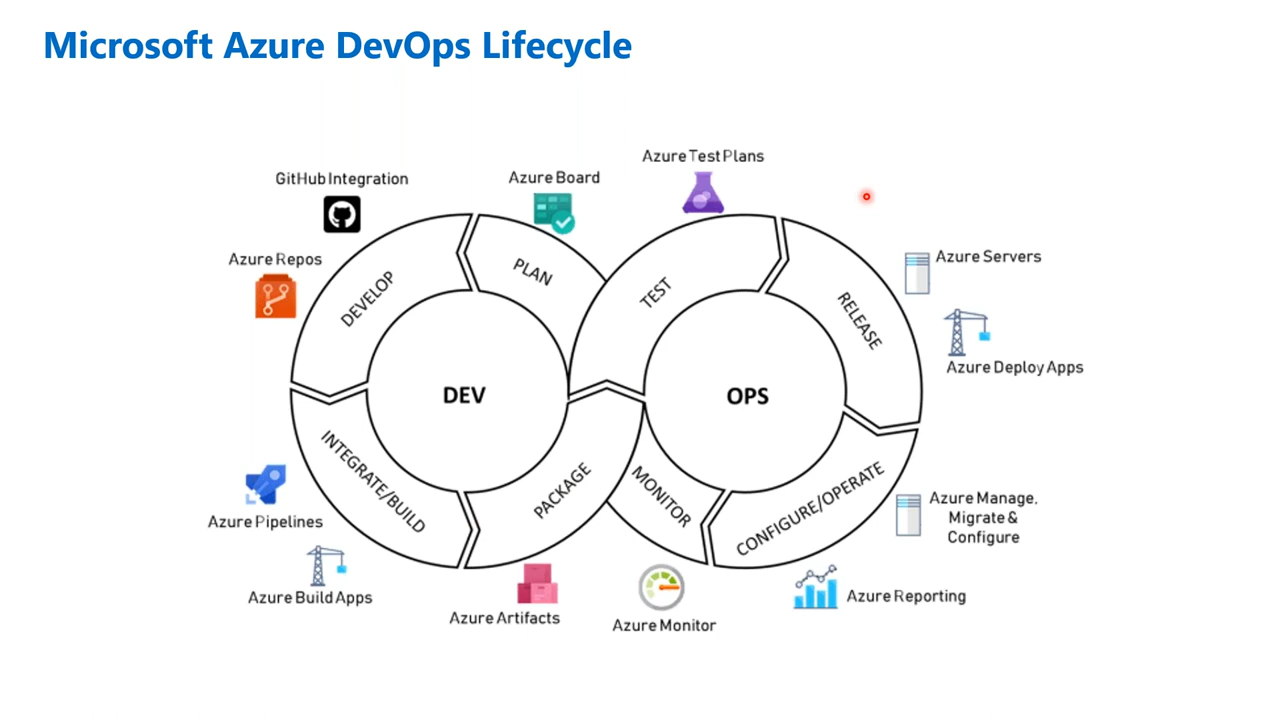 Microsoft Azure DevOps Lifecycle
Azure Test Plans
GitHub Integration
Azure Board
Azure Repos
Azure Servers
PLAN
DEVELOP
TEST
RELEASE
Azure Deploy Apps
DEV
OPS
INTEGRATE/BUILD
PACKAGE
MONITOR
CONFIGURE/OPERATE
Azure Pipelines
Azure Manage,
Migrate &
Configure
Azure Build Apps
Azure Reporting
Azure Artifacts
Azure Monitor